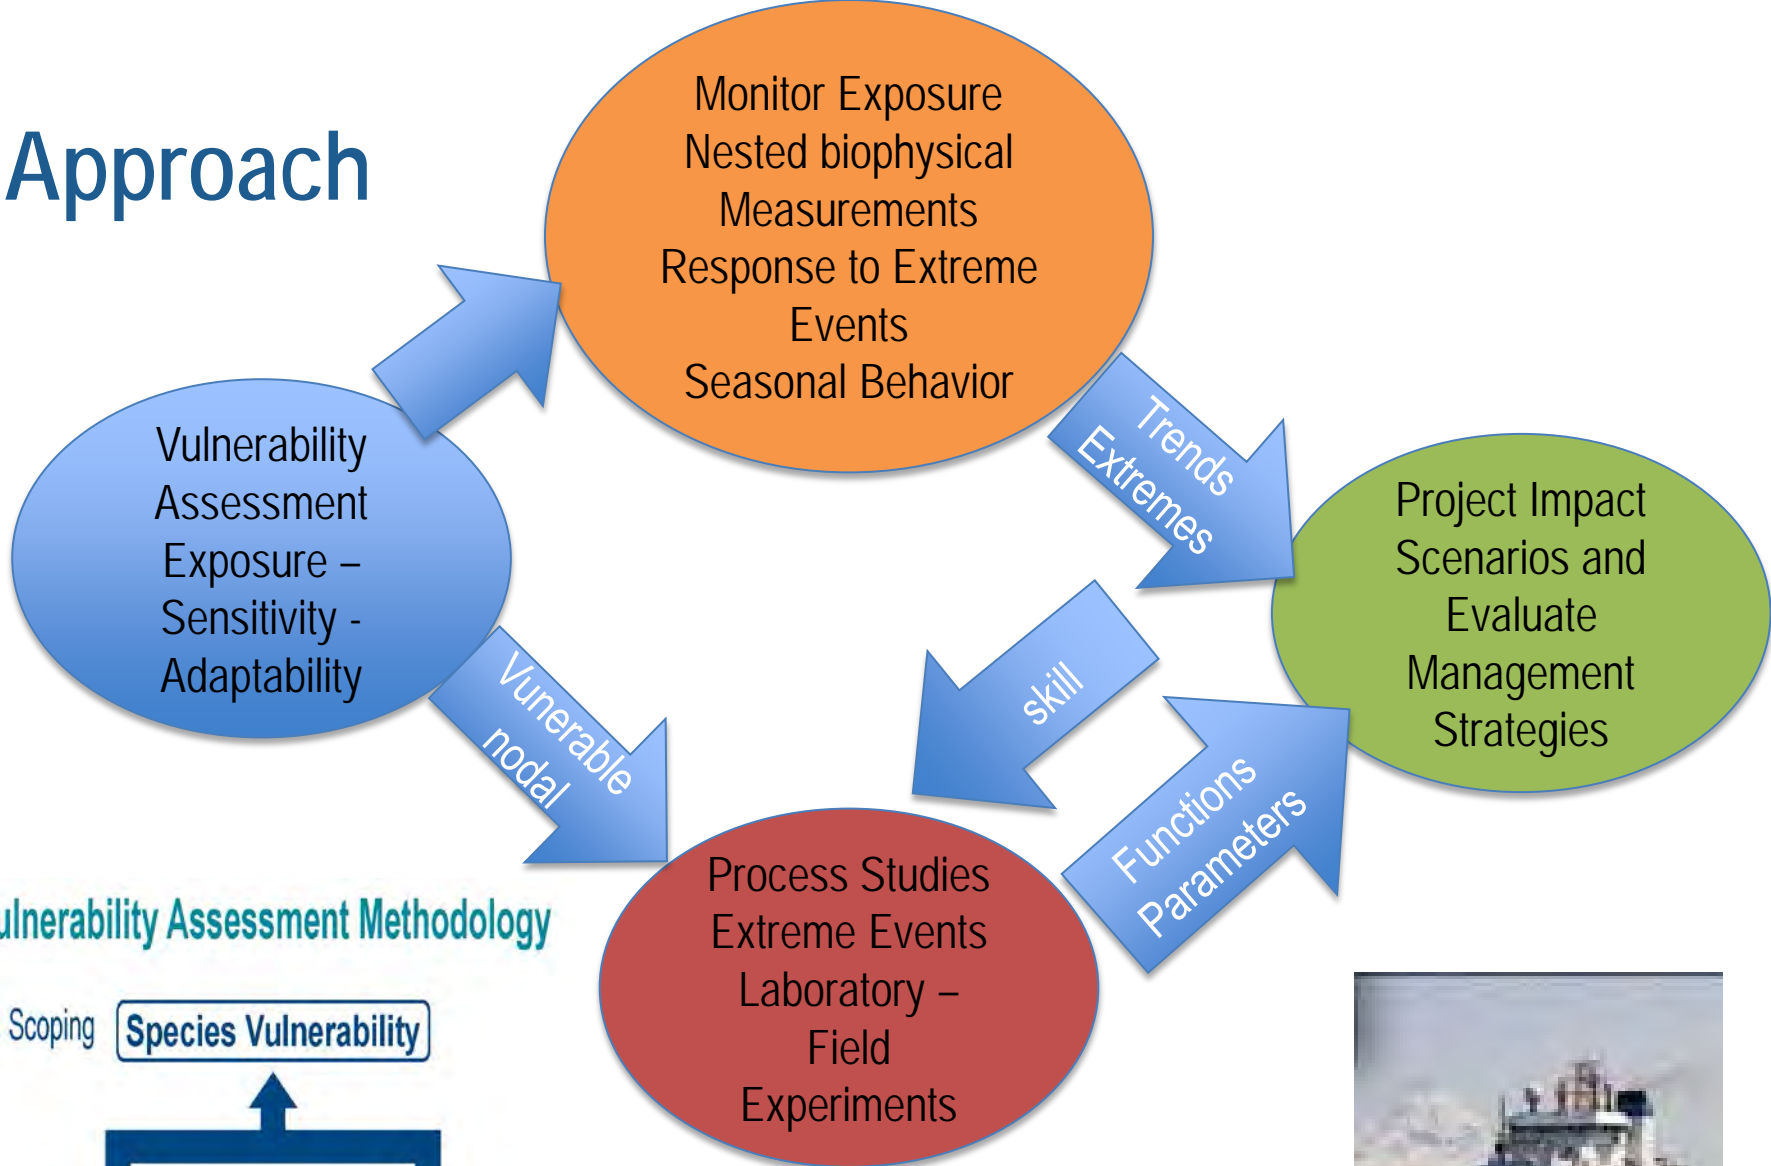 Approach
Monitor Exposure
Nested biophysical
Measurements
Response to Extreme
Events
Seasonal Behavior
Vulnerability
Assessment
Exposure –
Sensitivity -
Adaptability
Trends
Extremes
Project Impact
Scenarios and
Evaluate
Management
Strategies
Vunerable
nodal
skill
Functions
Parameters
Process Studies
Extreme Events
Laboratory –
Field
Experiments
ulnerability Assessment Methodology
Scoping
Species Vulnerability